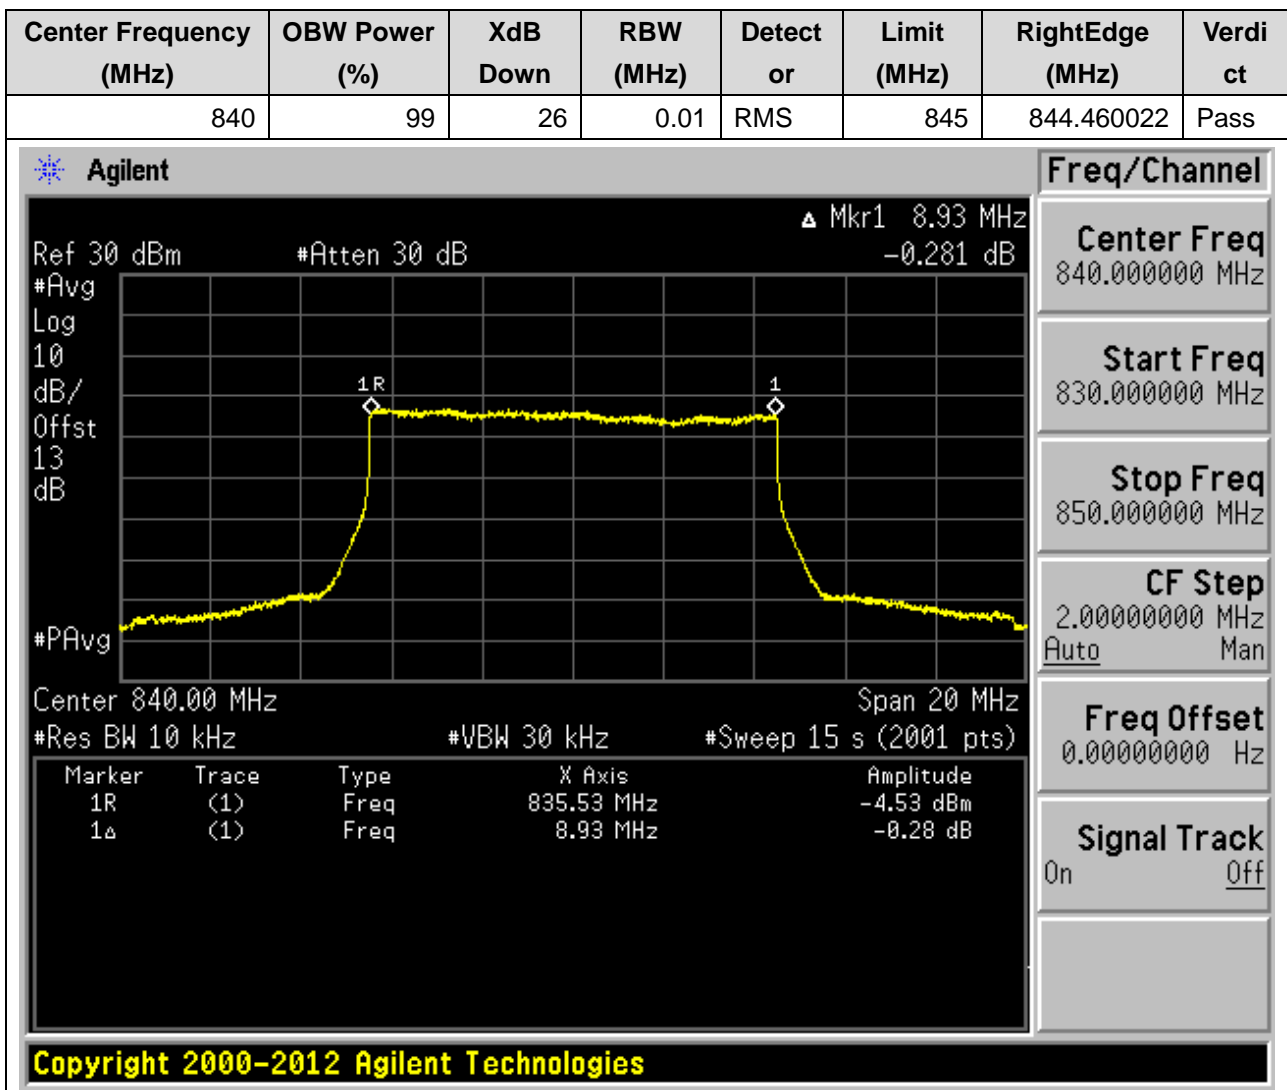 Center Frequency (MHz) OBW Power (%) XdB Down RBW (MHz) Detect or Limit (MHz) RightEdge (MHz) Verdi ct
840 99 26 0.01 RMS 845 844.460022 Pass
Agilent
Freq/Channel
Δ Mkr1 8.93 MHz
Ref 30 dBm #Atten 30 dB -0.281 dB
#Avg
Log
10
dB/
Offst
13
dB
1R 1
#PAvg
Center 840.00 MHz Span 20 MHz
#Res BW 10 kHz #VBW 30 kHz #Sweep 15 s (2001 pts)
Marker Trace Type X Axis Amplitude
1R (1) Freq 835.53 MHz -4.53 dBm
1Δ (1) Freq 8.93 MHz -0.28 dB
Center Freq
840.000000 MHz
Start Freq
830.000000 MHz
Stop Freq
850.000000 MHz
CF Step
2.00000000 MHz
Auto Man
Freq Offset
0.00000000 Hz
Signal Track
On Off
Copyright 2000-2012 Agilent Technologies